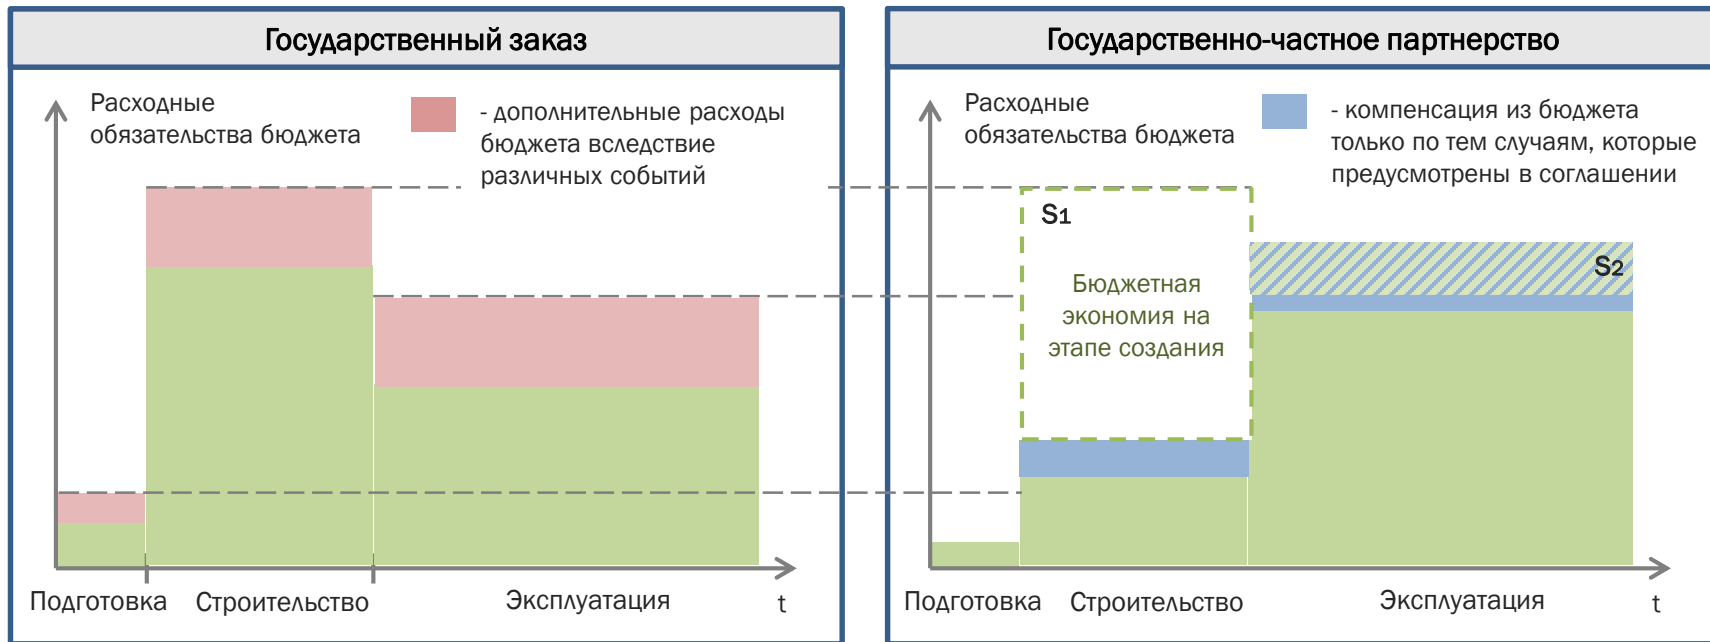 Государственный заказ
Расходные
обязательства бюджета
- дополнительные расходы
бюджета вследствие
различных событий
Подготовка
Строительство
Эксплуатация
t
Государственно-частное партнерство
Расходные
обязательства бюджета
- компенсация из бюджета
только по тем случаям, которые
предусмотрены в соглашении
S1
Бюджетная
экономия на
этапе создания
S2
Подготовка
Строительство
Эксплуатация
t